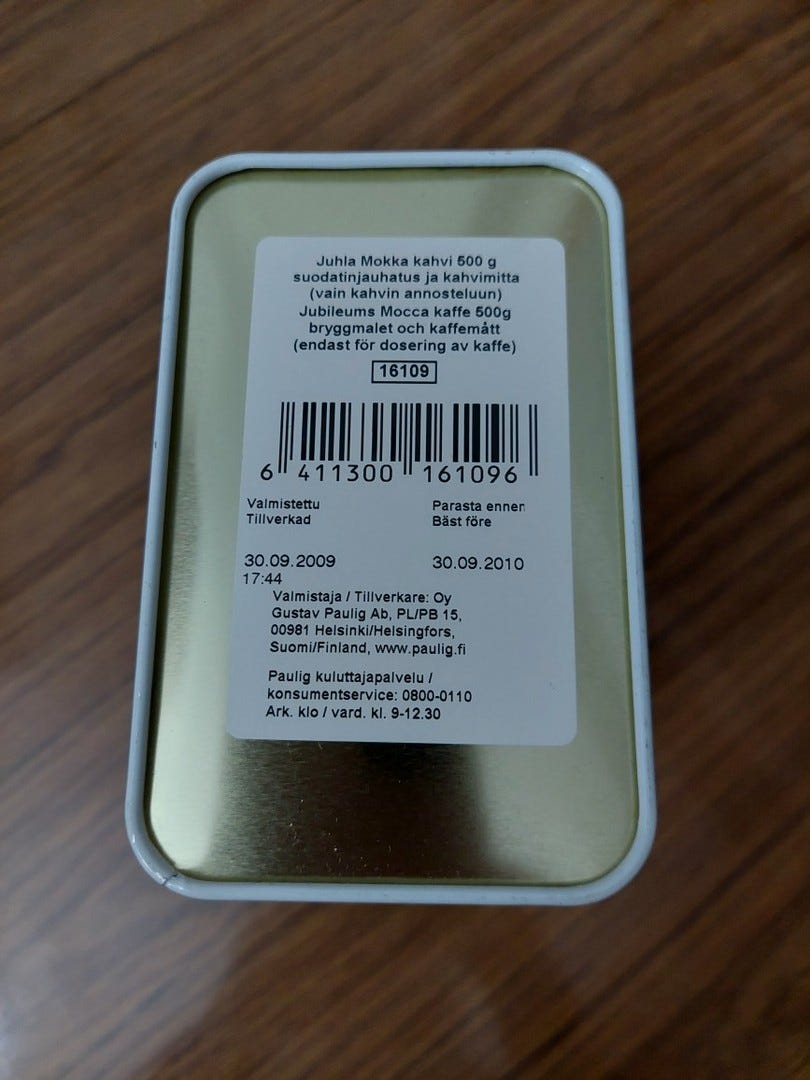 Juhla Mokka kahvi 500 g
suodatinjauhatus ja kahvimitta
(vain kahvin annosteluun)
Jubileums Mocca kaffe 500g
bryggmalet och kaffemått
(endast för dosering av kaffe)
16109
6 411300 161096
Valmistettu Parasta ennen
Tillverkad Bäst före
30.09.2009 30.09.2010
17:44
Valmistaja / Tillverkare: Oy
Gustav Paulig Ab, PL/PB 15,
00981 Helsinki/Helsingfors,
Suomi/Finland, www.paulig.fi
Paulig kuluttajapalvelu /
konsumentservice: 0800-0110
Ark. klo / vard. kl. 9-12.30